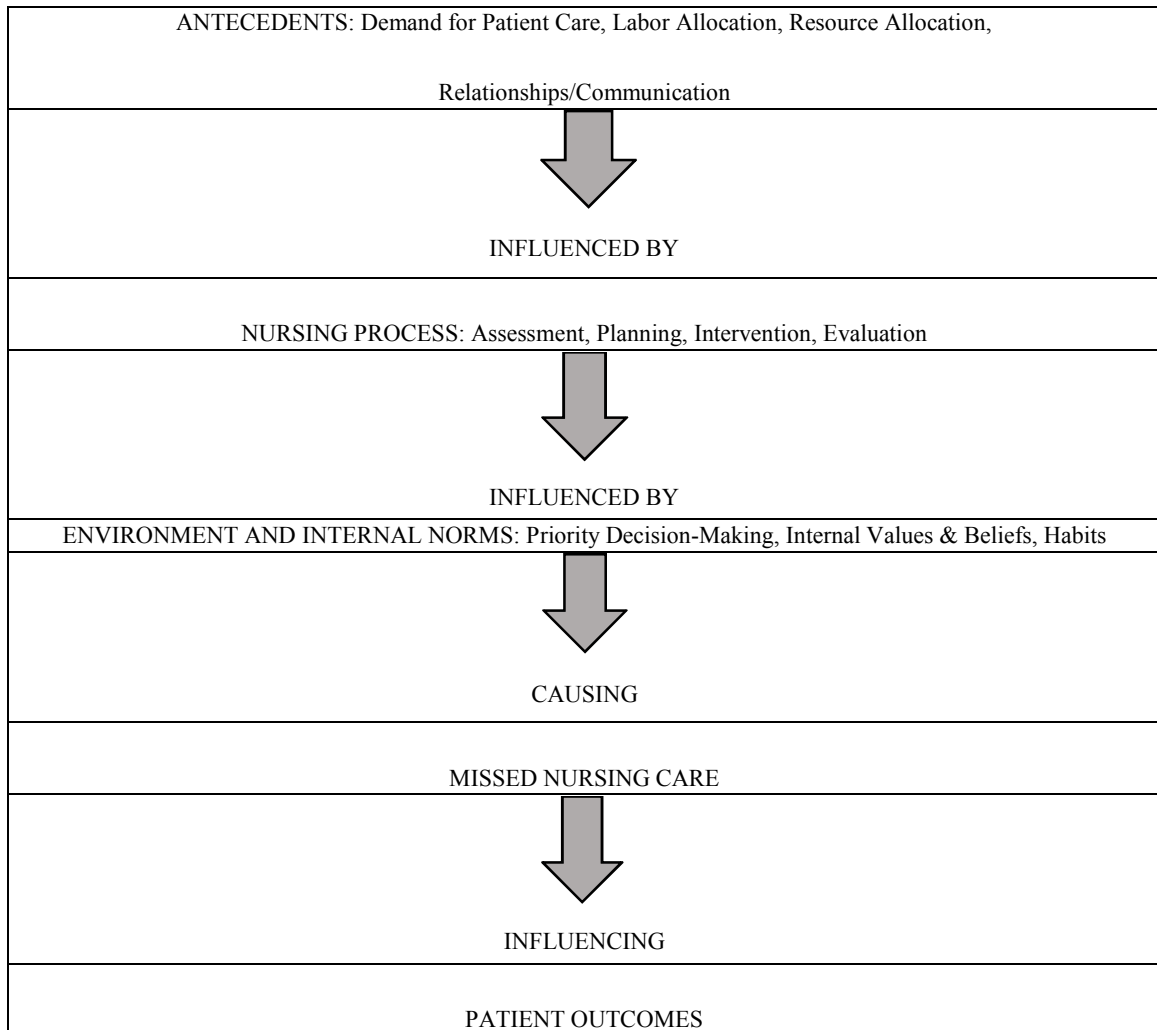 ANTECEDENTS: Demand for Patient Care, Labor Allocation, Resource Allocation,
Relationships/Communication
INFLUENCED BY
NURSING PROCESS: Assessment, Planning, Intervention, Evaluation
INFLUENCED BY
ENVIRONMENT AND INTERNAL NORMS: Priority Decision-Making, Internal Values & Beliefs, Habits
CAUSING
MISSED NURSING CARE
INFLUENCING
PATIENT OUTCOMES